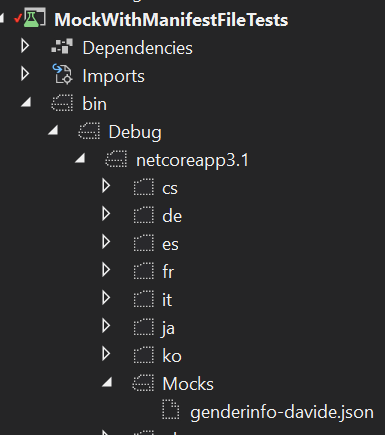 MockWithManifestFileTests
Dependencies
Imports
bin
Debug
netcoreapp3.1
cs
de
es
fr
it
ja
ko
Mocks
genderinfo-davide.json